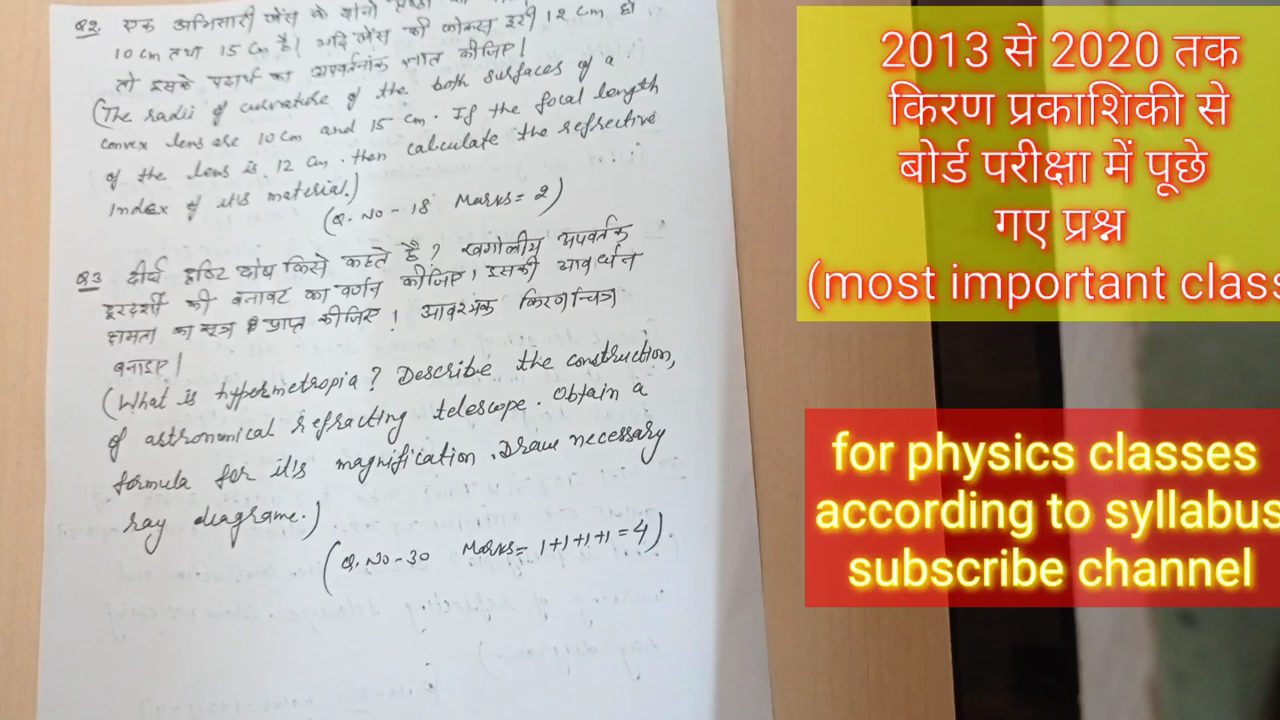 Q2. एक अभिसारी लेंस के दोनो
10 cm तथा 15 cm है। यदि लेंस की फोकस दूरी 12 cm हो
तो इसके पदार्थ का अपवर्तनांक ज्ञात कीजिए।
(The radii of curvature of the both surfaces of a
convex lens are 10 cm and 15 cm. If the focal length
of the lens is 12 cm. then calculate the refrective
Index of it's material.)
(Q. No - 18 Marks = 2)
Q3 दीर्घ दृष्टि दोष किसे कहते है? खगोलीय अपवर्तक
दूरदर्शी की बनावट का वर्णन कीजिए। इसकी आवर्धन
क्षमता का सूत्र प्राप्त कीजिए। आवश्यक किरणचित्र
बनाइए।
(What is hypermetropia? Describe the construction,
of astronomical refracting telescope. Obtain a
formula for it's magnification. Draw necessary
ray diagrame.)
(Q. No - 30 Marks = 1+1+1+1 = 4)
2013 से 2020 तक
किरण प्रकाशिकी से
बोर्ड परीक्षा में पूछे
गए प्रश्न
(most important class
for physics classes
according to syllabus
subscribe channel